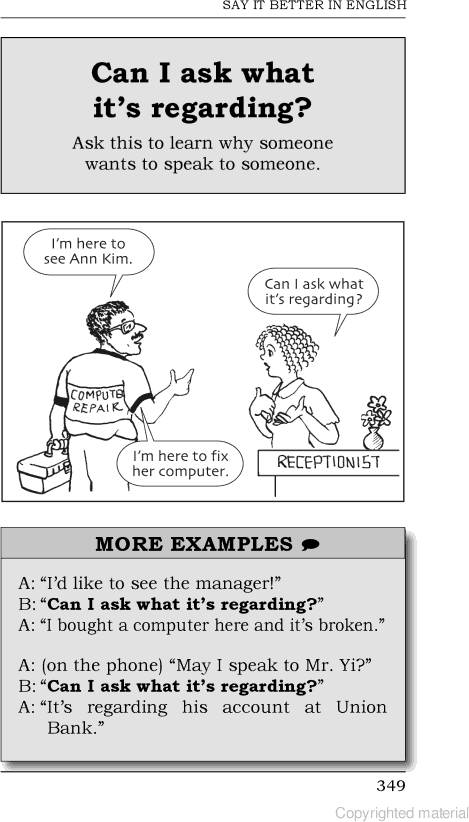 SAY IT BETTER IN ENGLISH
Can I ask what
it's regarding?
Ask this to learn why someone
wants to speak to someone.
I'm here to
see Ann Kim.
Can I ask what
it's regarding?
COMPUTE
REPAIR
I'm here to fix
her computer.
RECEPTIONIST
MORE EXAMPLES
A: “I'd like to see the manager!”
B: “Can I ask what it's regarding?”
A: “I bought a computer here and it's broken.”
A: (on the phone) “May I speak to Mr. Yi?”
B: “Can I ask what it's regarding?”
A: “It's regarding his account at Union
Bank.”
349
Copyrighted material